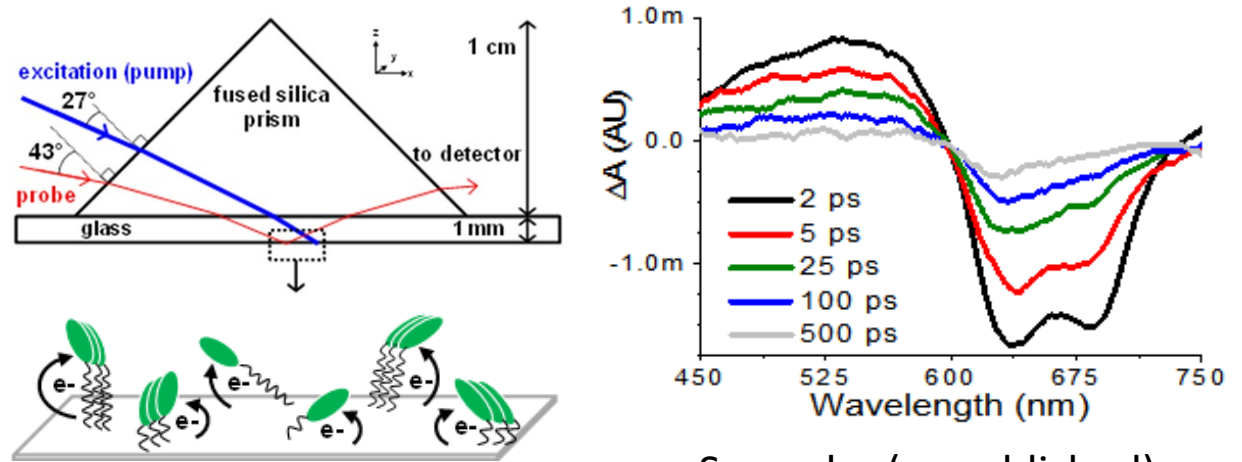 excitation (pump)
27°
43°
probe
fused silica
prism
z
y
x
1 cm
to detector
glass
1 mm
e-
e-
e-
e-
e-
e-
1.0m
0.0
-1.0m
ΔA (AU)
2 ps
5 ps
25 ps
100 ps
500 ps
450 525 600 675 750
Wavelength (nm)